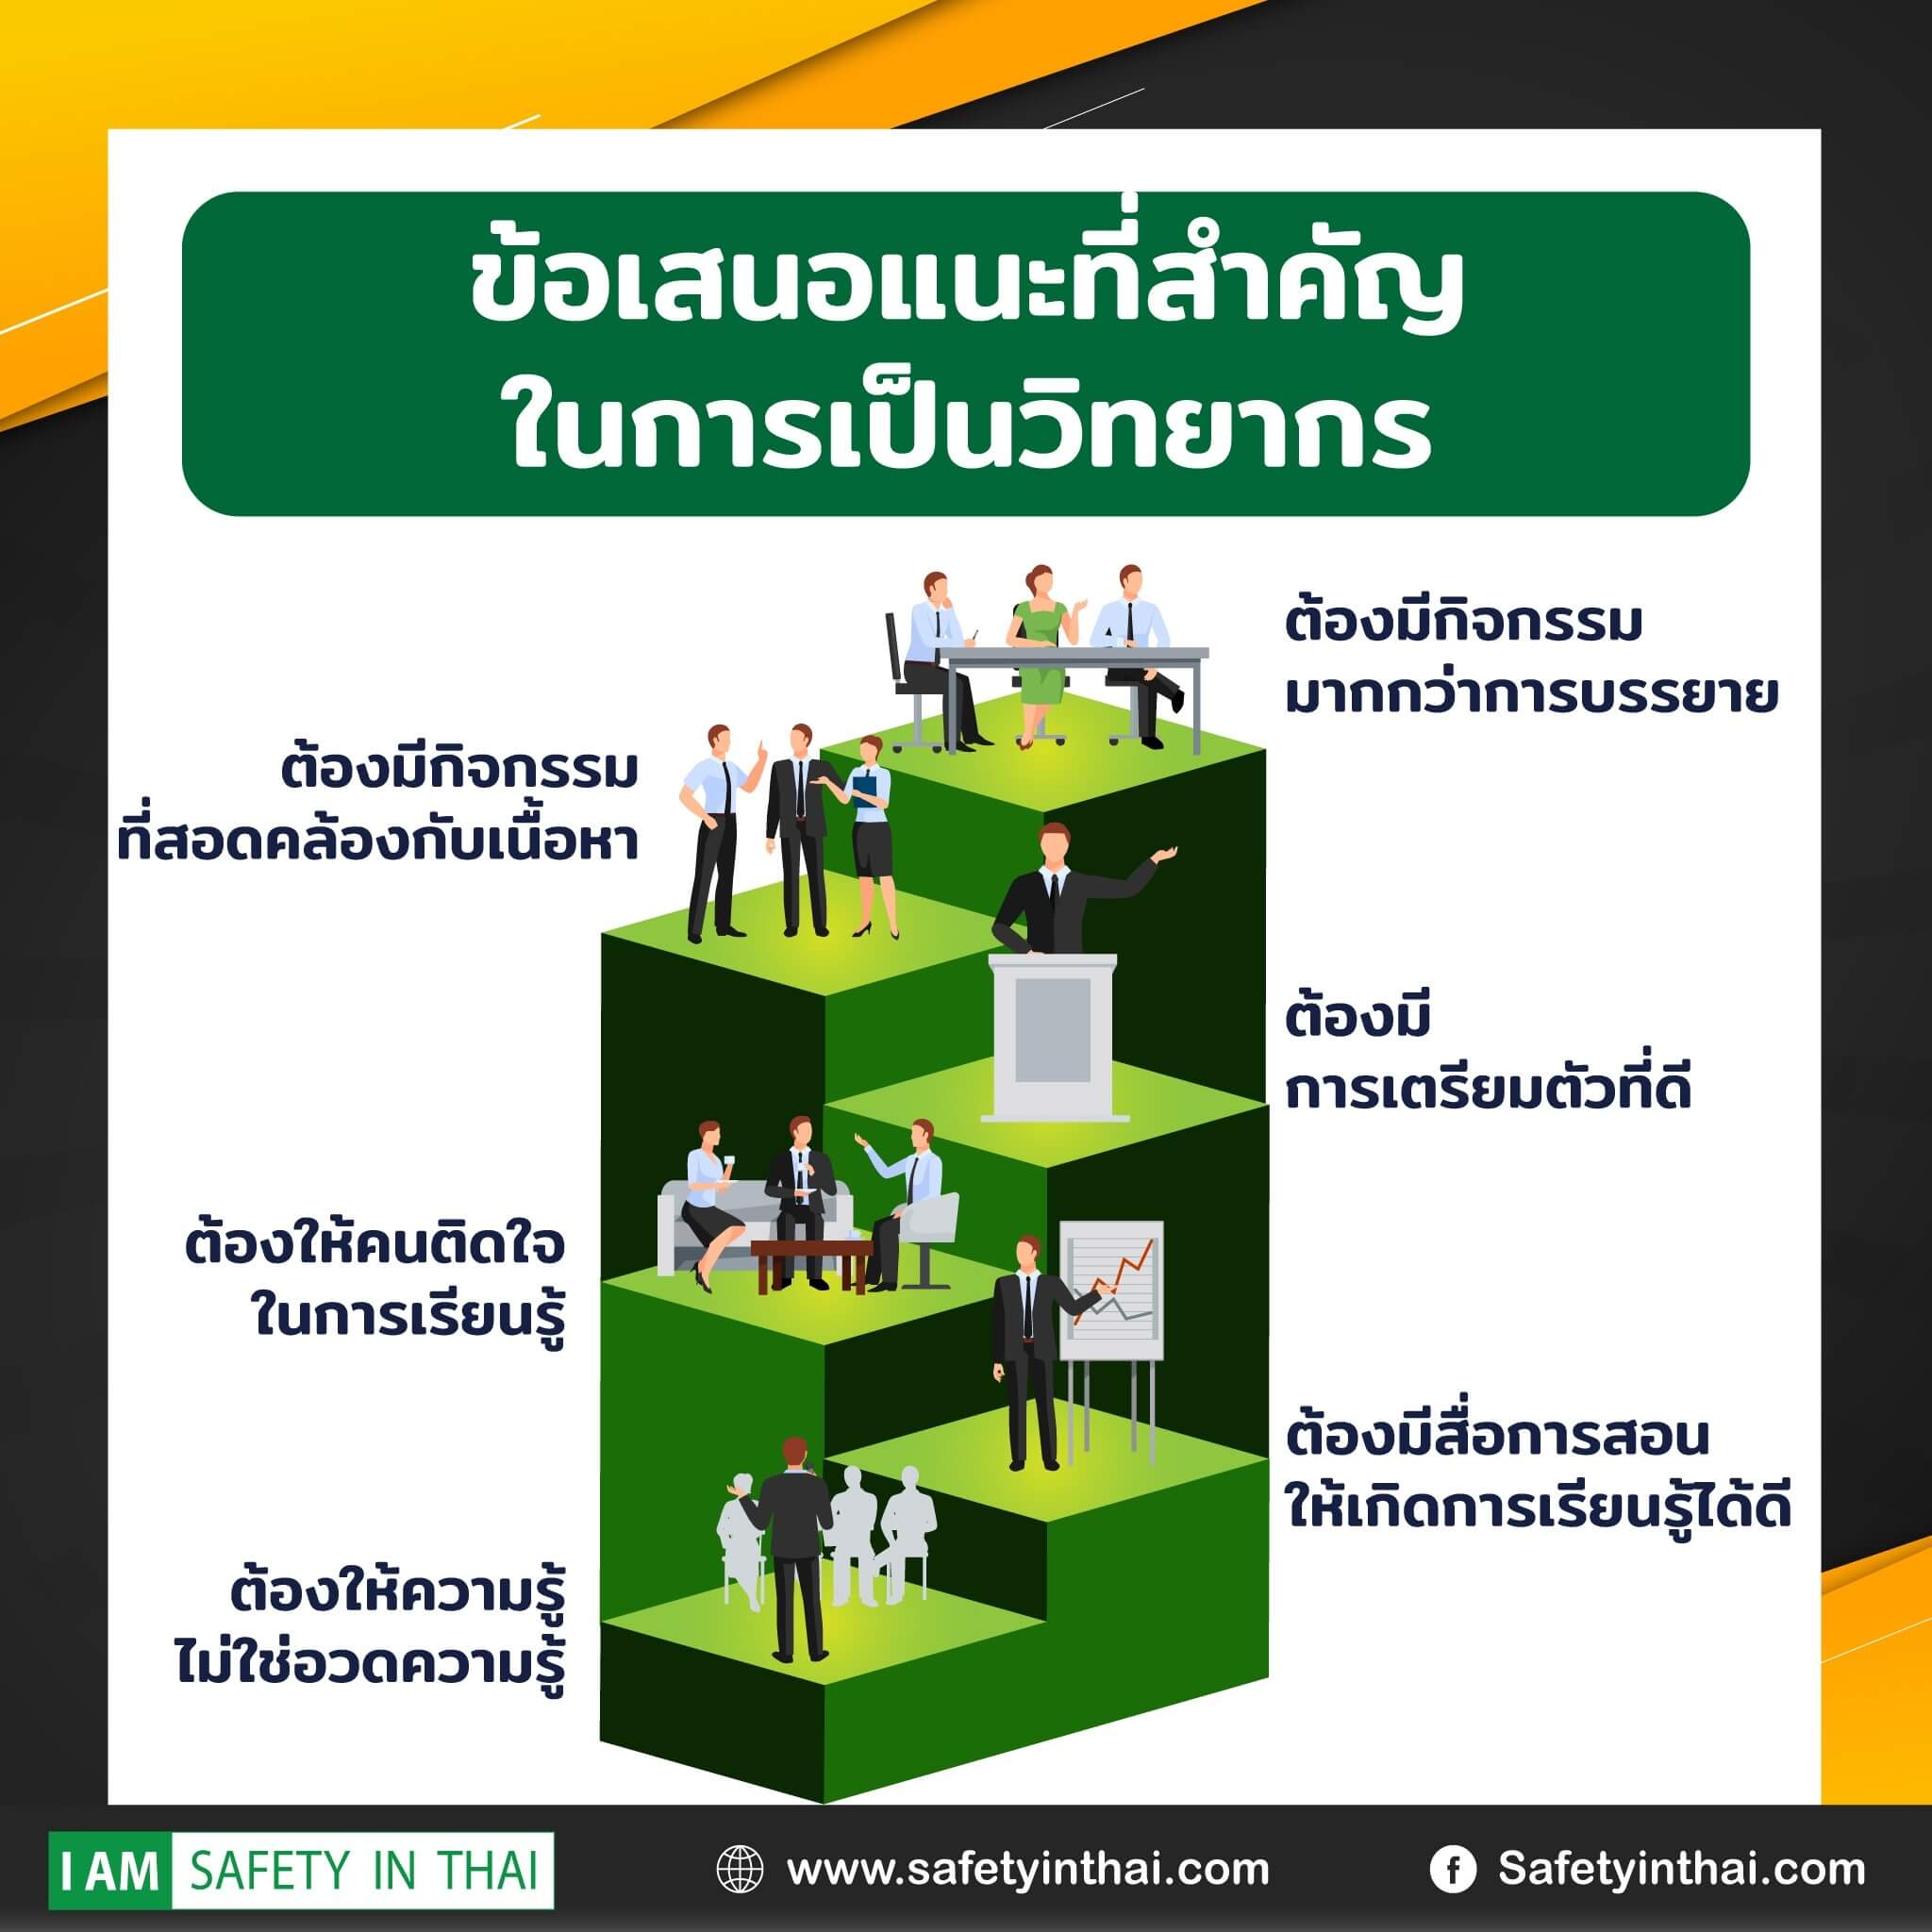 ข้อเสนอแนะที่สำคัญ
ในการเป็นวิทยากร
ต้องมีกิจกรรม
มากกว่าการบรรยาย
ต้องมีกิจกรรม
ที่สอดคล้องกับเนื้อหา
ต้องมี
การเตรียมตัวที่ดี
ต้องให้คนติดใจ
ในการเรียนรู้
ต้องมีสื่อการสอน
ให้เกิดการเรียนรู้ได้ดี
ต้องให้ความรู้
ไม่ใช่อวดความรู้
I AM SAFETY IN THAI
www.safetyinthai.com
Safetyinthai.com